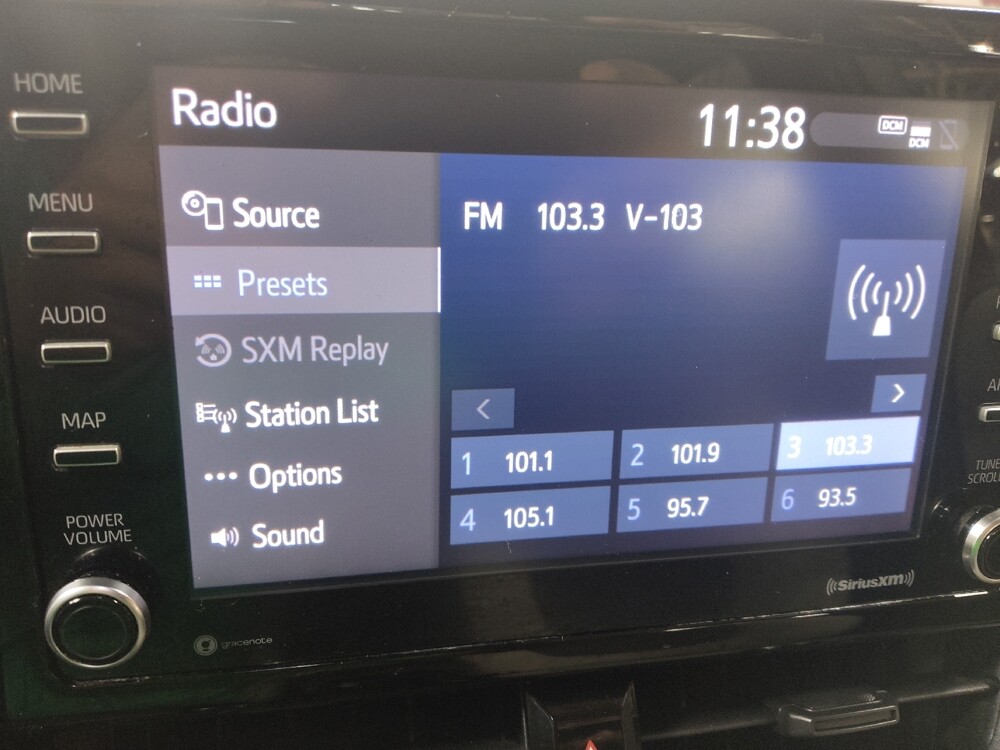 HOME
MENU
AUDIO
MAP
POWER
VOLUME
Radio
11:38
DCM
DCM
Source
Presets
SXM Replay
Station List
Options
Sound
FM 103.3 V-103
<
>
1 101.1
2 101.9
3 103.3
4 105.1
5 95.7
6 93.5
TUNE
SCROLL
((SiriusXM))
gracenote